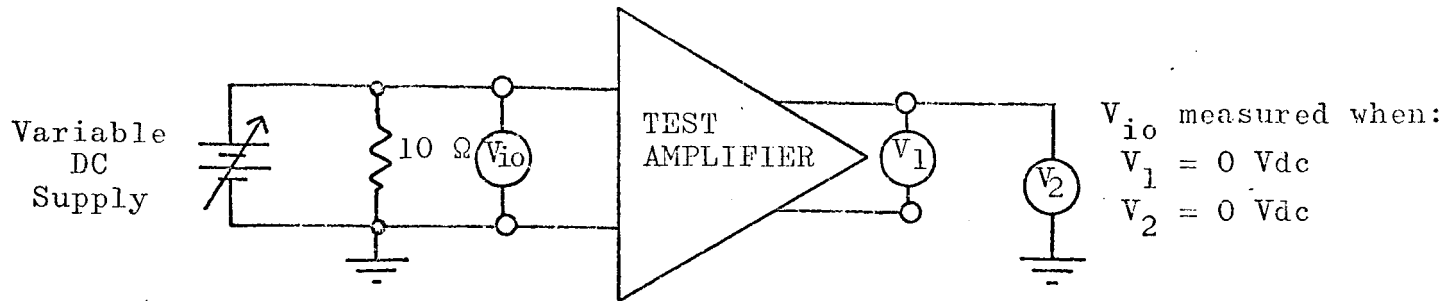 Variable
DC
Supply
10 Ω
Vio
TEST
AMPLIFIER
V1
V2
Vio measured when:
V1 = 0 Vdc
V2 = 0 Vdc